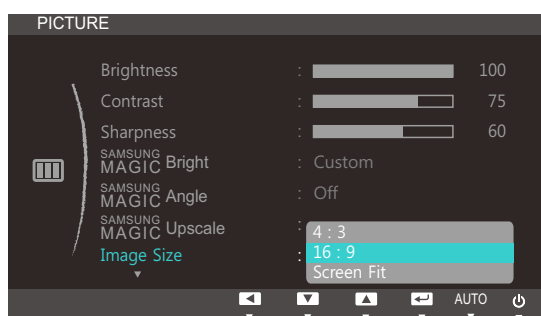 PICTURE
Brightness : 100
Contrast : 75
Sharpness : 60
SAMSUNG MAGIC Bright : Custom
SAMSUNG MAGIC Angle : Off
SAMSUNG MAGIC Upscale :
4 : 3
Image Size : 16 : 9
Screen Fit
AUTO